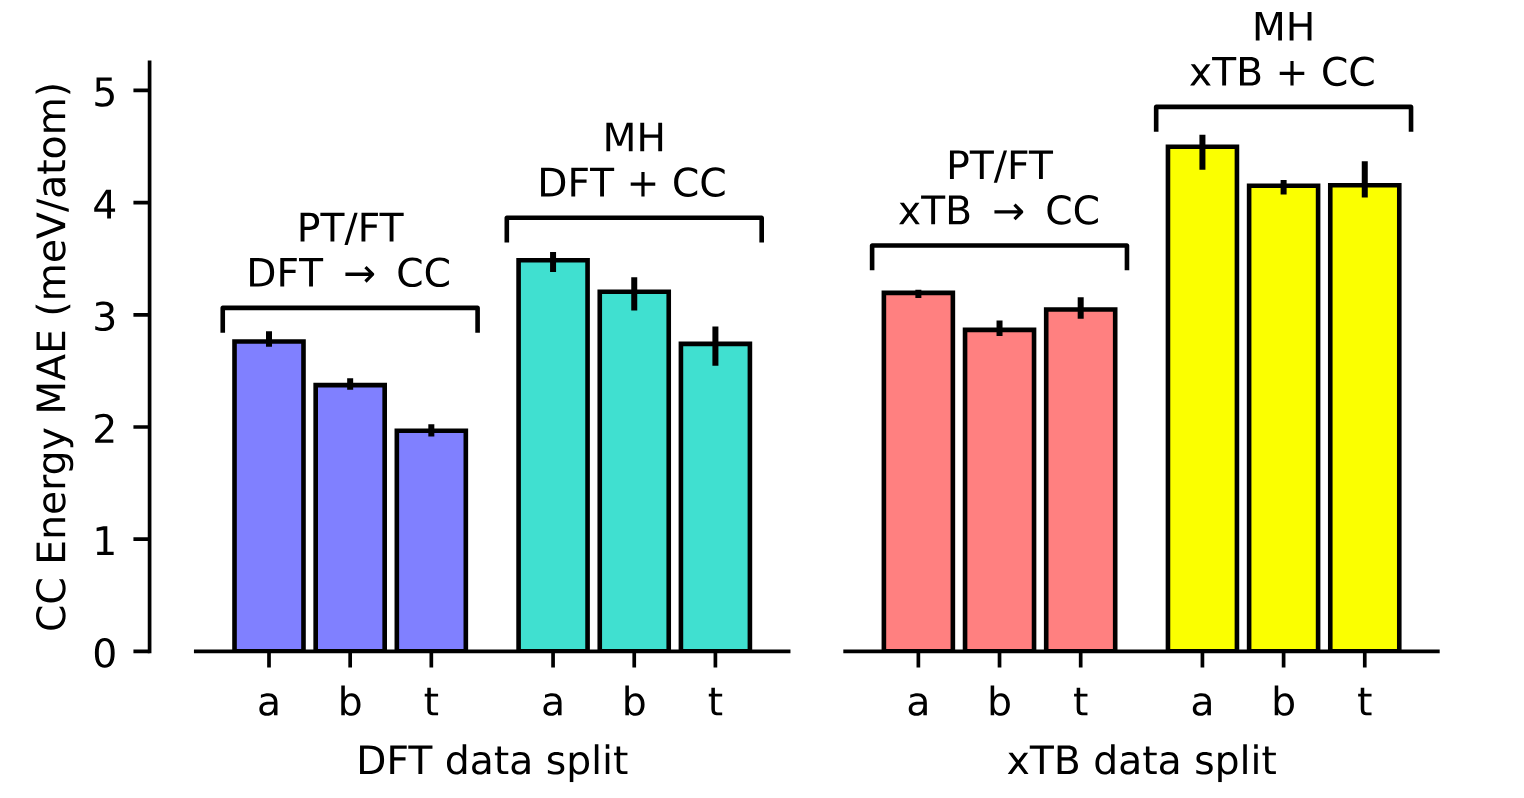 CC Energy MAE (meV/atom)
5
4
3
2
1
0
PT/FT
DFT → CC
MH
DFT + CC
PT/FT
xTB → CC
MH
xTB + CC
a b t a b t
a b t a b t
DFT data split
xTB data split